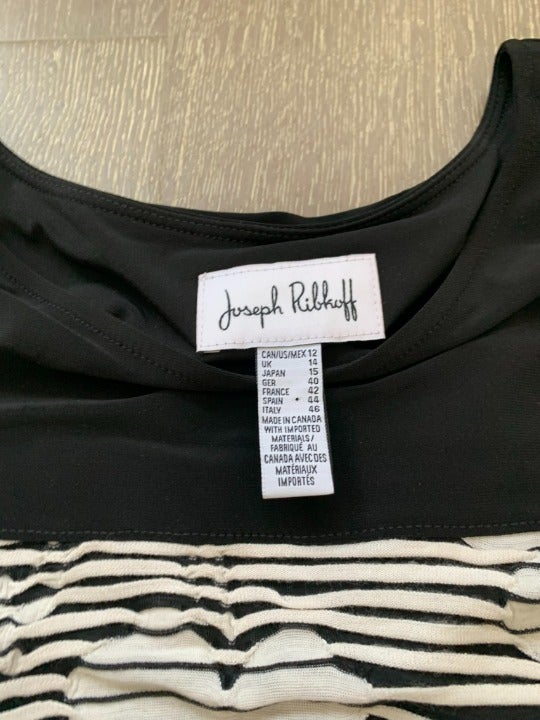 Joseph Ribkoff
CAN/US/MEX 12
UK 14
JAPAN 15
GER 40
FRANCE 42
SPAIN 44
ITALY 46
MADE IN CANADA
WITH IMPORTED
MATERIALS/
FABRIQUÉ AU
CANADA AVEC DES
MATÉRIAUX
IMPORTÉS